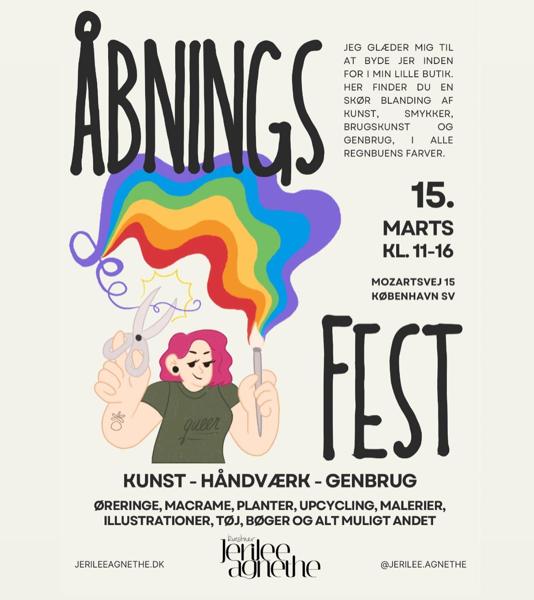 ÅBNINGS
JEG GLÆDER MIG TIL
AT BYDE JER INDEN
FOR I MIN LILLE BUTIK.
HER FINDER DU EN
SKØR BLANDING AF
KUNST, SMYKKER,
BRUGSKUNST OG
GENBRUG, I ALLE
REGNBUENS FARVER.
15.
MARTS
KL. 11-16
MOZARTSVEJ 15
KØBENHAVN SV
FEST
queer
KUNST - HÅNDVÆRK - GENBRUG
ØRERINGE, MACRAME, PLANTER, UPCYCLING, MALERIER,
ILLUSTRATIONER, TØJ, BØGER OG ALT MULIGT ANDET
JERILEEAGNETHE.DK
kunstner
Jerilee
agnethe
@JERILEE.AGNETHE